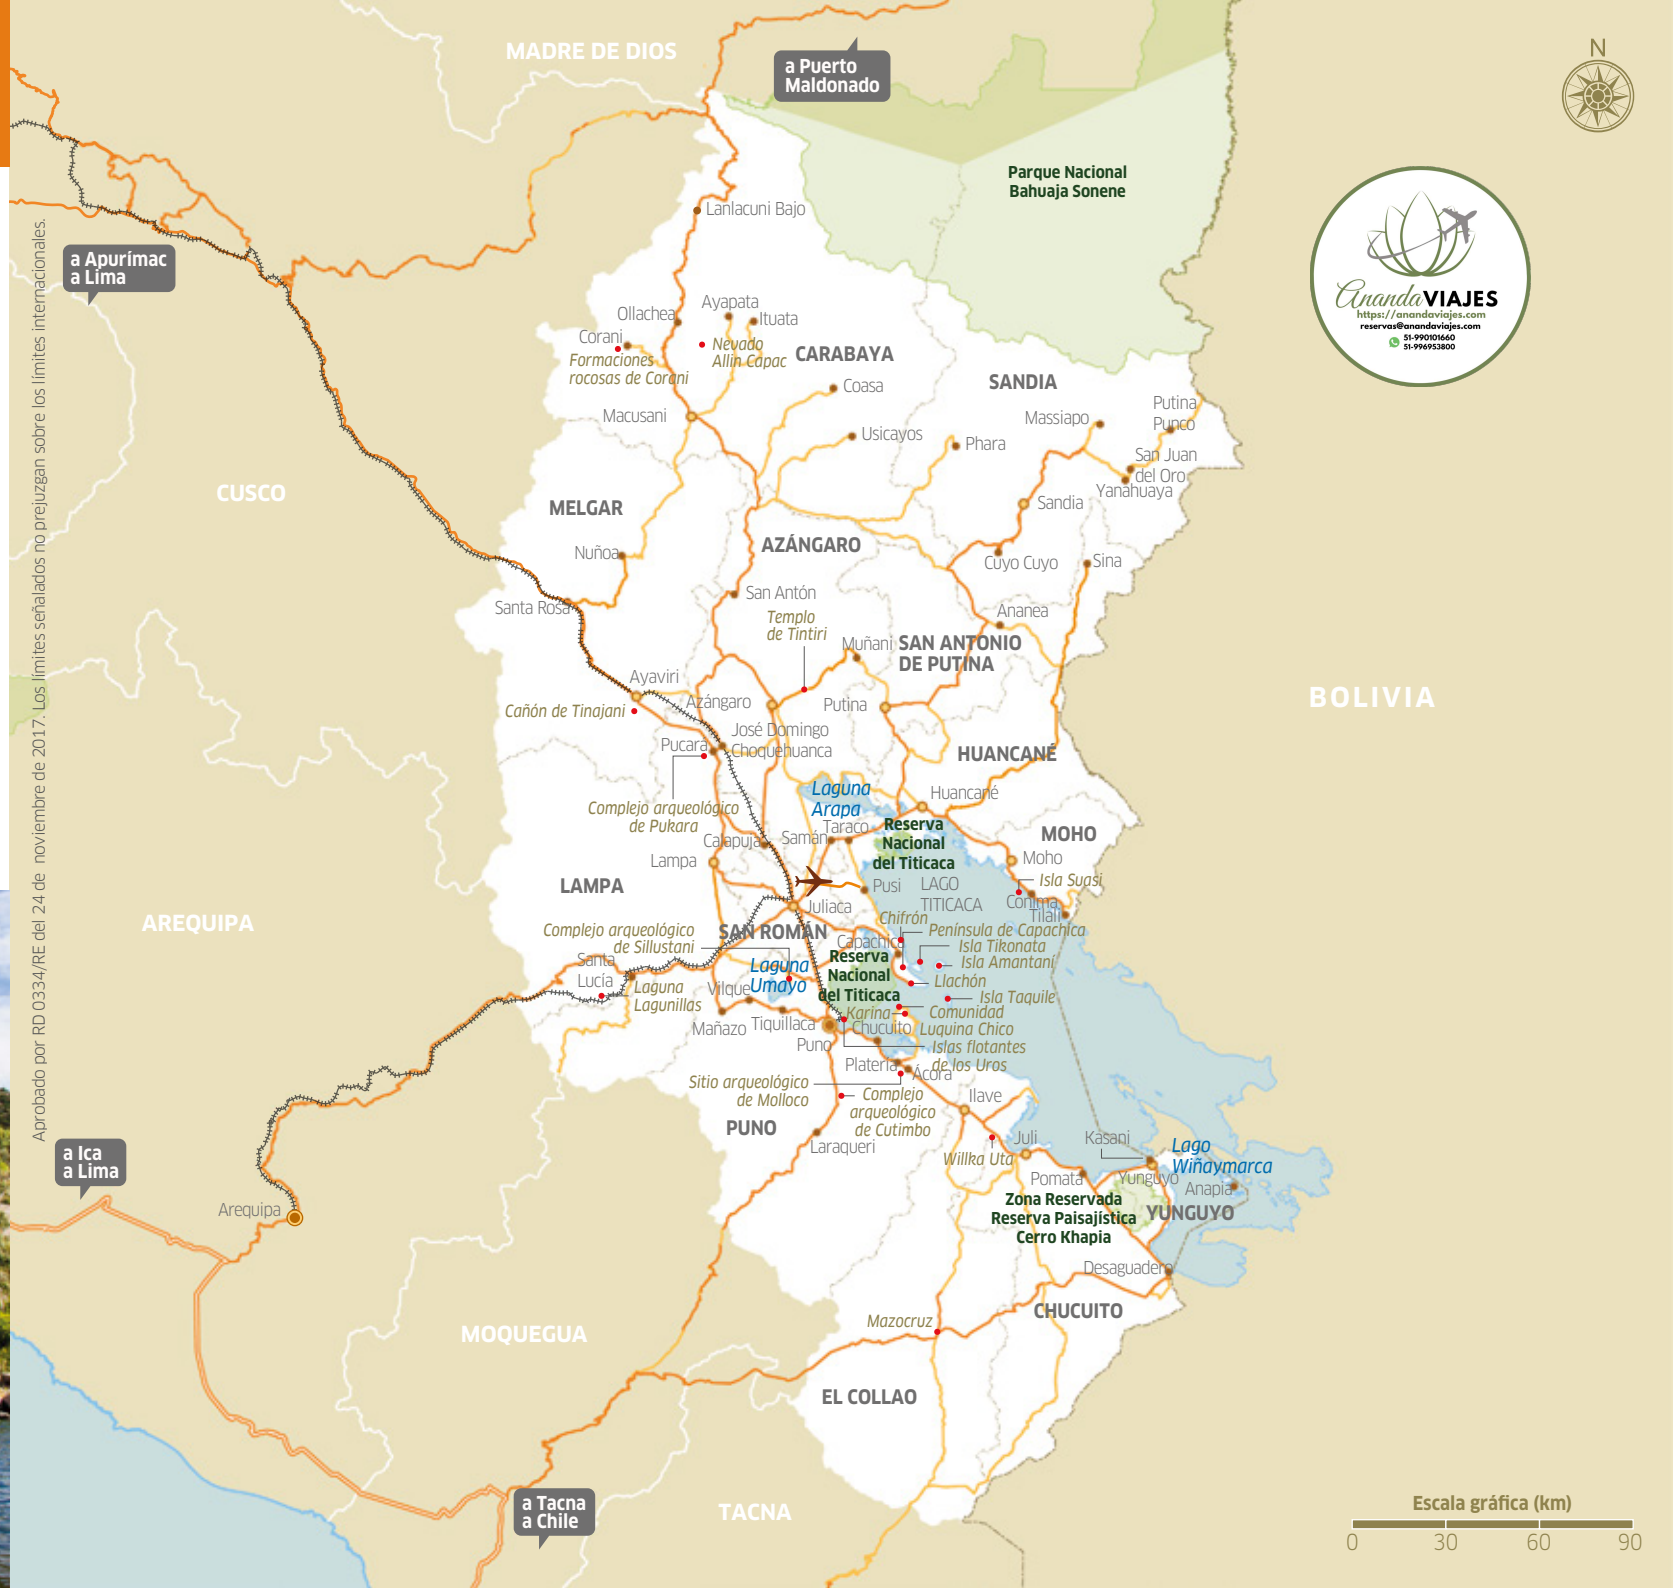 MADRE DE DIOS
a Puerto
Maldonado
N
Parque Nacional
Bahuaja Sonene
Lanlacuni Bajo
a Apurímac
a Lima
AnandaVIAJES
https://anandaviajes.com
reservas@anandaviajes.com
51-990101660
51-996953800
Aprobado por RD 0334/RE del 24 de noviembre de 2017. Los límites señalados no prejuzgan sobre los límites internacionales.
Ollachea
Ayapata
Ituata
Corani
Formaciones
rocosas de Corani
Nevado
Allin Capac
CARABAYA
Coasa
SANDIA
Macusani
Usicayos
Phara
Massiapo
Putina
Punco
San Juan
del Oro
Yanahuaya
Sandia
CUSCO
MELGAR
AZÁNGARO
Nuñoa
Cuyo Cuyo
Sina
Santa Rosa
San Antón
Ananea
Templo
de Tintiri
Muñani
SAN ANTONIO
DE PUTINA
Ayaviri
Azángaro
Putina
Cañón de Tinajani
BOLIVIA
José Domingo
Choquehuanca
Pucará
HUANCANÉ
Laguna
Arapa
Huancané
Complejo arqueológico
de Pukara
Taraco
Samán
Calapuja
Reserva
Nacional
del Titicaca
MOHO
Moho
Lampa
LAMPA
Isla Suasi
Pusi
LAGO
TITICACA
Conima
Tilali
Juliaca
AREQUIPA
SAN ROMÁN
Chifrón
Complejo arqueológico
de Sillustani
Península de Capachica
Capachica
Isla Tikonata
Isla Amantaní
Reserva
Nacional
del Titicaca
Santa
Lucía
Laguna
Umayo
Llachón
Laguna
Lagunillas
Vilque
Isla Taquile
Karina
Comunidad
Luquina Chico
Mañazo
Tiquillaca
Chucuito
Puno
Islas flotantes
de los Uros
Platería
Ácora
Sitio arqueológico
de Molloco
Complejo
arqueológico
de Cutimbo
Ilave
PUNO
Laraqueri
Juli
Willka Uta
Kasani
Lago
Wiñaymarca
a Ica
a Lima
Pomata
Yunguyo
Anapia
Zona Reservada
Reserva Paisajística
Cerro Khapia
YUNGUYO
Arequipa
Desaguadero
CHUCUITO
Mazocruz
MOQUEGUA
EL COLLAO
a Tacna
a Chile
TACNA
Escala gráfica (km)
0 30 60 90